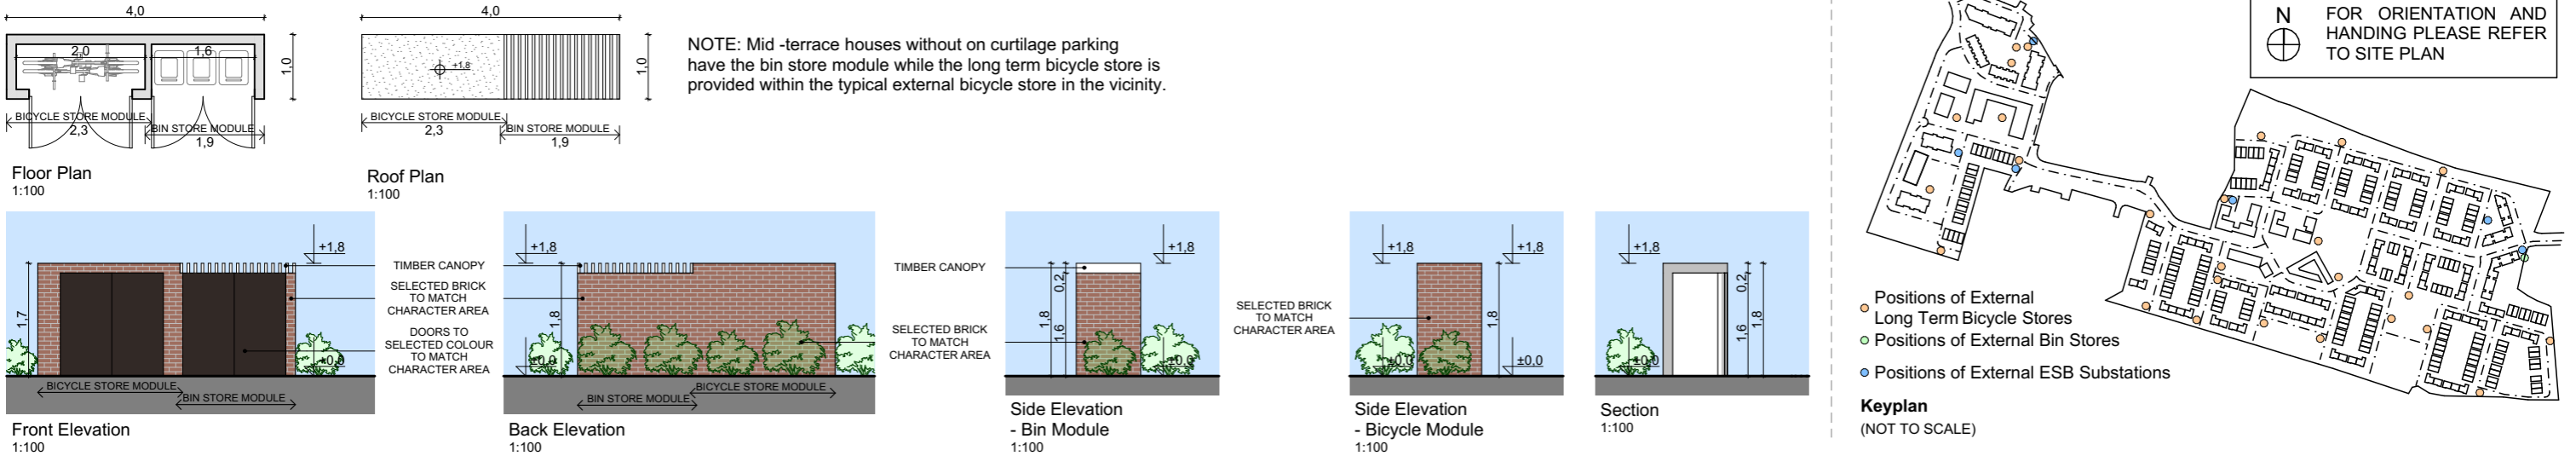 4,0
2,0
1,6
1,0
BICYCLE STORE MODULE
2,3
BIN STORE MODULE
1,9
Floor Plan
1:100
4,0
+1,8
1,0
BICYCLE STORE MODULE
2,3
BIN STORE MODULE
1,9
Roof Plan
1:100
NOTE: Mid -terrace houses without on curtilage parking
have the bin store module while the long term bicycle store is
provided within the typical external bicycle store in the vicinity.
+1,8
1,7
±0,0
BICYCLE STORE MODULE
BIN STORE MODULE
Front Elevation
1:100
TIMBER CANOPY
SELECTED BRICK
TO MATCH
CHARACTER AREA
DOORS TO
SELECTED COLOUR
TO MATCH
CHARACTER AREA
+1,8
1,8
±0,0
BICYCLE STORE MODULE
BIN STORE MODULE
Back Elevation
1:100
TIMBER CANOPY
SELECTED BRICK
TO MATCH
CHARACTER AREA
+1,8
0,2
1,8
1,6
±0,0
Side Elevation
- Bin Module
1:100
SELECTED BRICK
TO MATCH
CHARACTER AREA
+1,8
+1,8
1,8
±0,0
±0,0
Side Elevation
- Bicycle Module
1:100
+1,8
0,2
1,6
1,8
±0,0
Section
1:100
N
FOR ORIENTATION AND
HANDING PLEASE REFER
TO SITE PLAN
Positions of External
Long Term Bicycle Stores
Positions of External Bin Stores
Positions of External ESB Substations
Keyplan
(NOT TO SCALE)